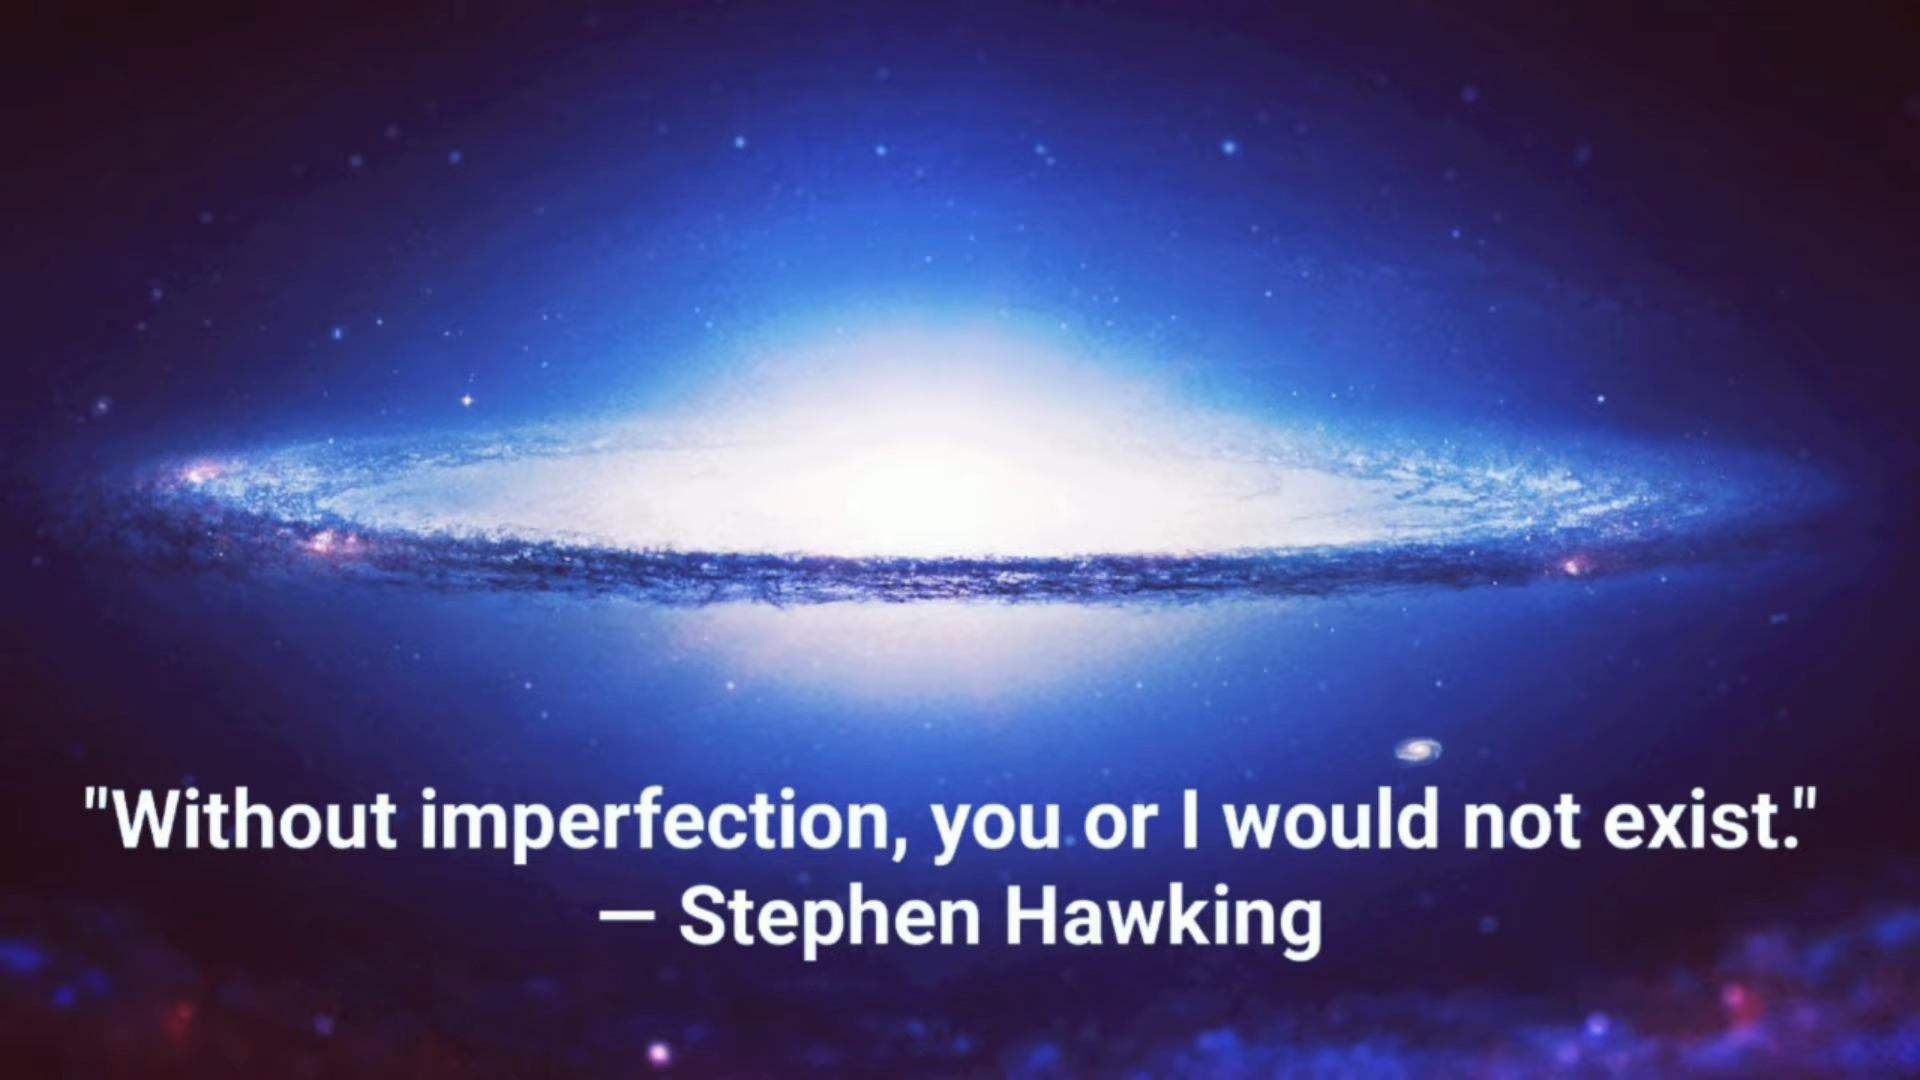 "Without imperfection, you or I would not exist."
— Stephen Hawking